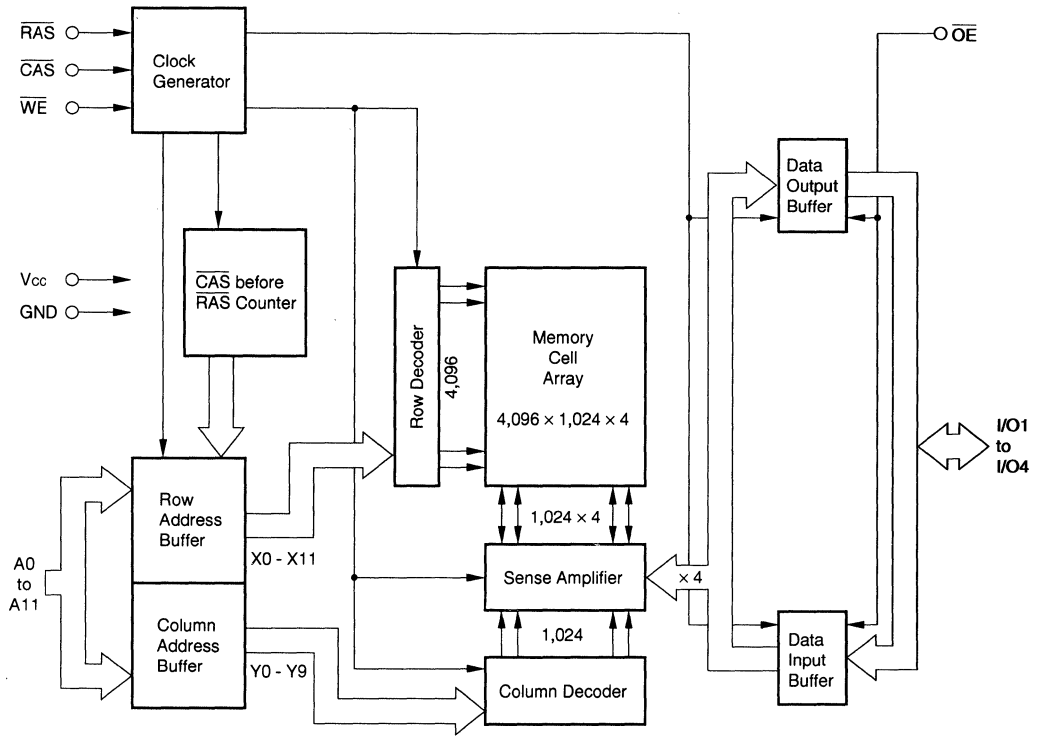 RAS
CAS
WE
Clock
Generator
OE
Data
Output
Buffer
Vcc
GND
CAS before
RAS Counter
Row Decoder
4,096
Memory
Cell
Array
4,096 × 1,024 × 4
I/O1
to
I/O4
Row
Address
Buffer
X0 - X11
1,024 × 4
A0
to
A11
Sense Amplifier
× 4
Column
Address
Buffer
Y0 - Y9
1,024
Column Decoder
Data
Input
Buffer